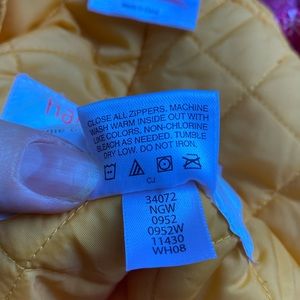 CLOSE ALL ZIPPERS. MACHINE
WASH WARM INSIDE OUT WITH
LIKE COLORS, NON-CHLORINE
BLEACH AS NEEDED. TUMBLE
DRY LOW. DO NOT IRON.
CJ
34072
NGW
0952
0952W
11430
WH08